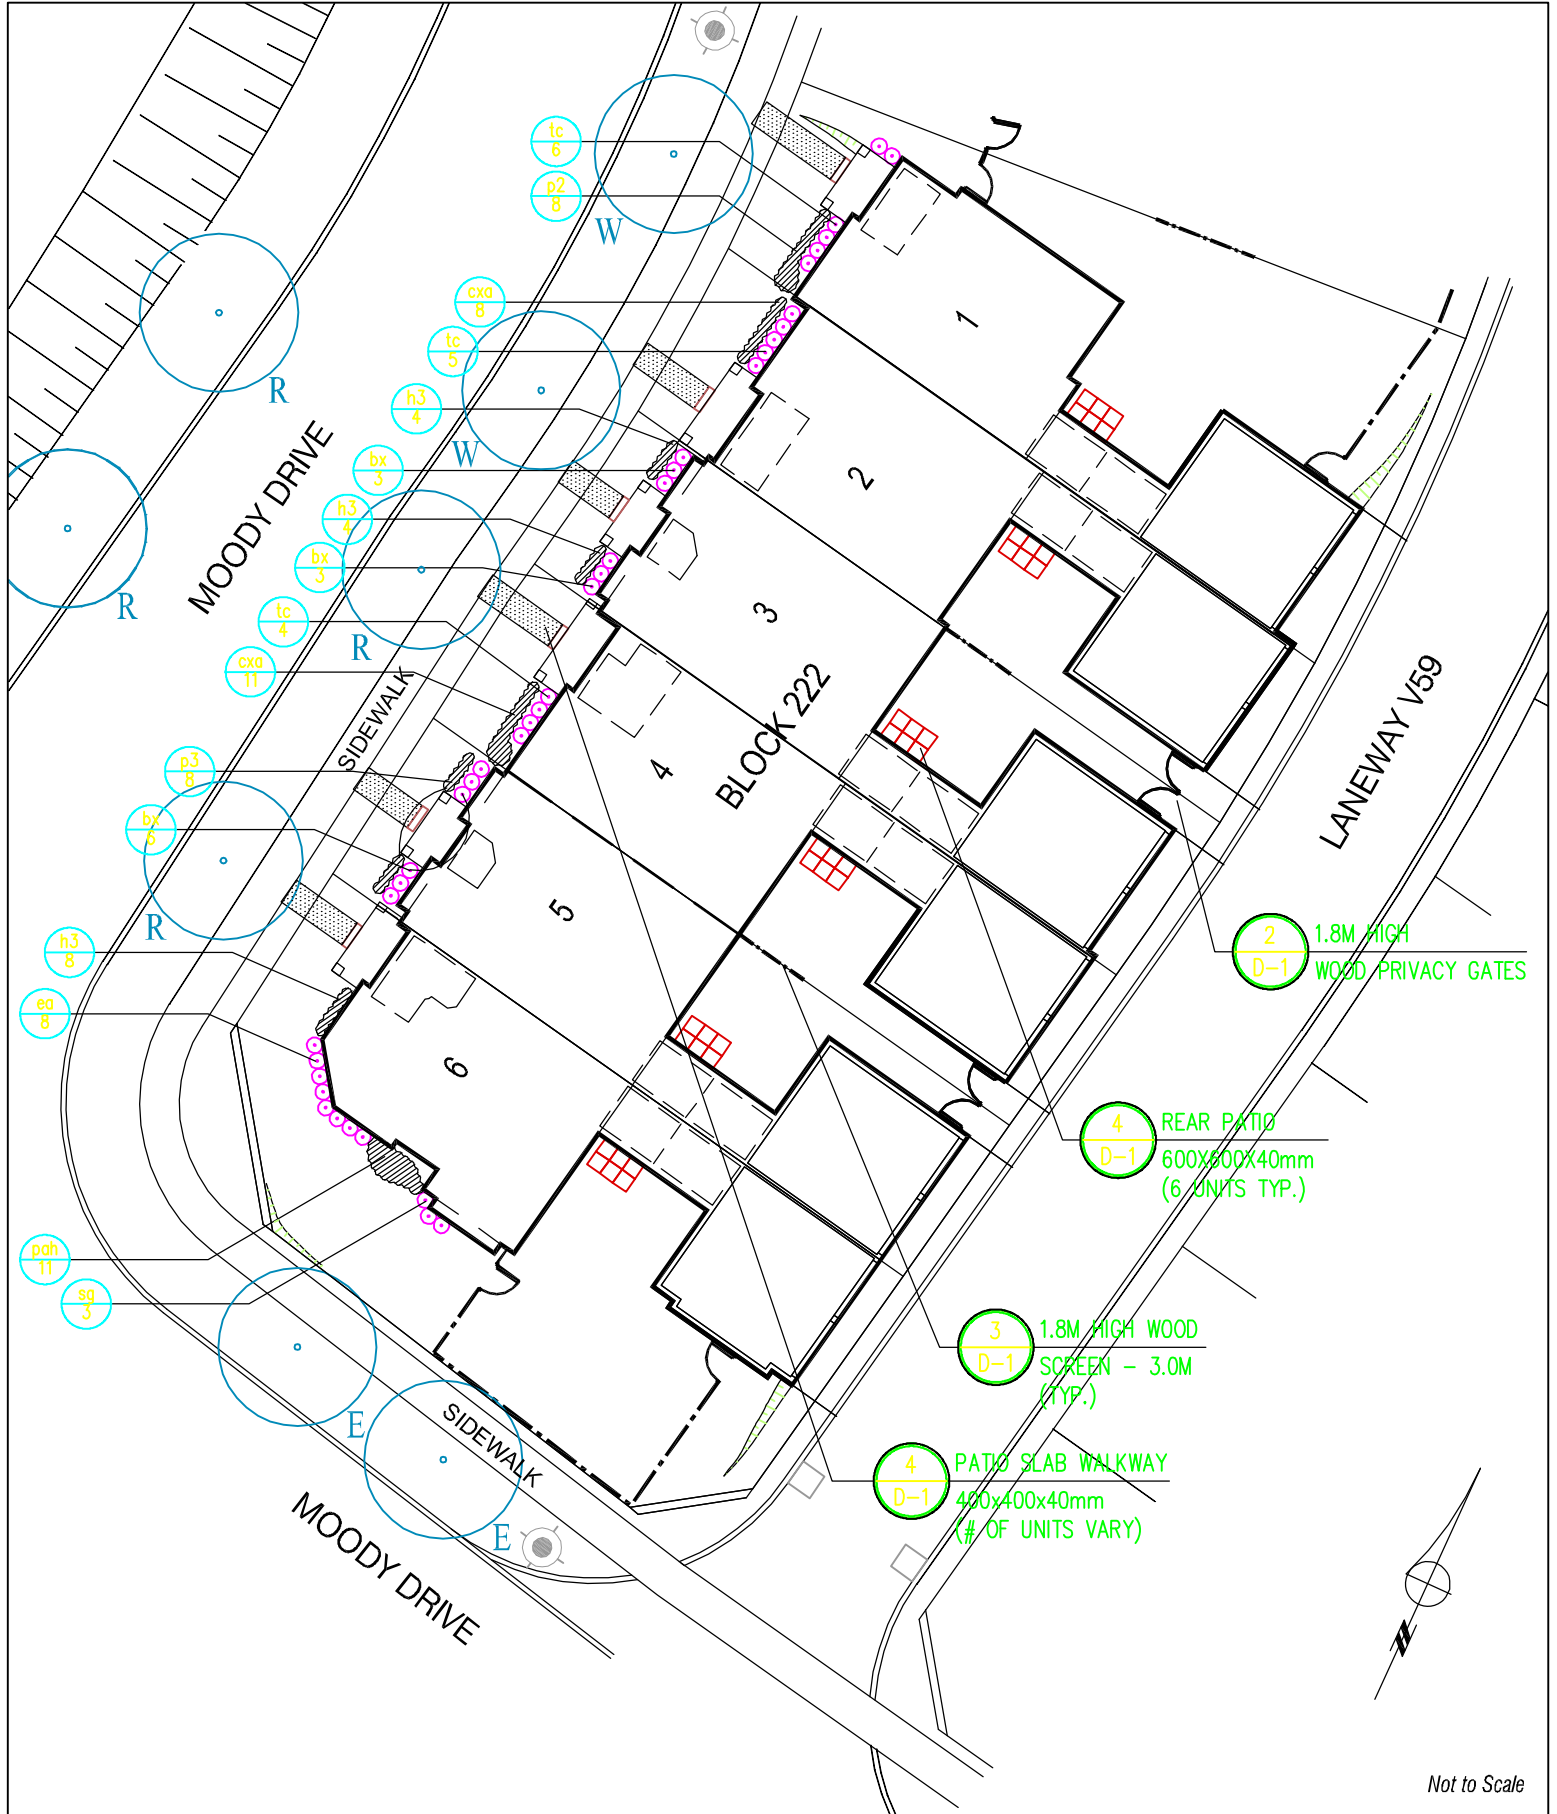 tc
6
p2
8
W
cxa
8
tc
5
h3
4
W
bx
3
h3
4
bx
3
R
tc
4
R
cxa
11
R
p3
8
bx
6
R
h3
8
ea
8
pah
11
sg
3
E
E
MOODY DRIVE
SIDEWALK
1
2
3
4
5
6
BLOCK 222
LANEWAY V59
2
D-1
1.8M HIGH
WOOD PRIVACY GATES
4
D-1
REAR PATIO
600X600X40mm
(6 UNITS TYP.)
3
D-1
1.8M HIGH WOOD
SCREEN - 3.0M
(TYP.)
4
D-1
PATIO SLAB WALKWAY
400x400x40mm
(# OF UNITS VARY)
SIDEWALK
MOODY DRIVE
N
Not to Scale